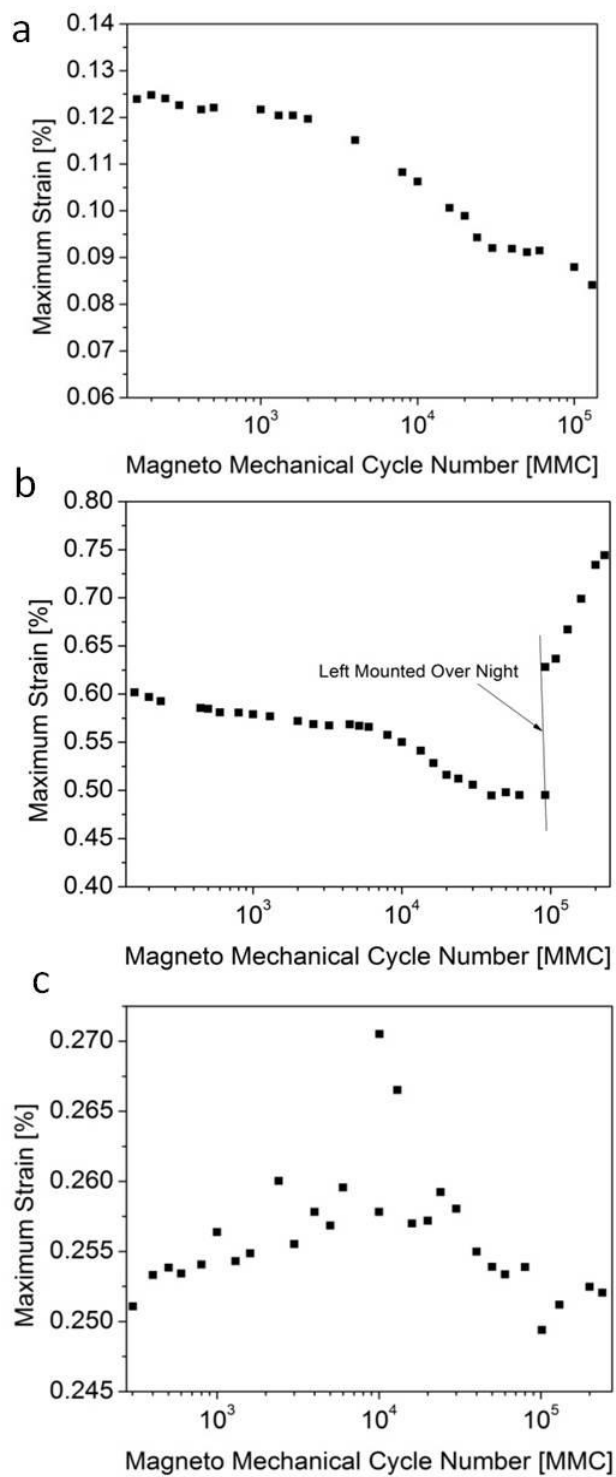 a
0.14
0.13
0.12
0.11
0.10
0.09
0.08
0.07
0.06
Maximum Strain [%]
10³ 10⁴ 10⁵
Magneto Mechanical Cycle Number [MMC]
b
0.80
0.75
0.70
0.65
0.60
0.55
0.50
0.45
0.40
Maximum Strain [%]
Left Mounted Over Night
10³ 10⁴ 10⁵
Magneto Mechanical Cycle Number [MMC]
c
0.270
0.265
0.260
0.255
0.250
0.245
Maximum Strain [%]
10³ 10⁴ 10⁵
Magneto Mechanical Cycle Number [MMC]